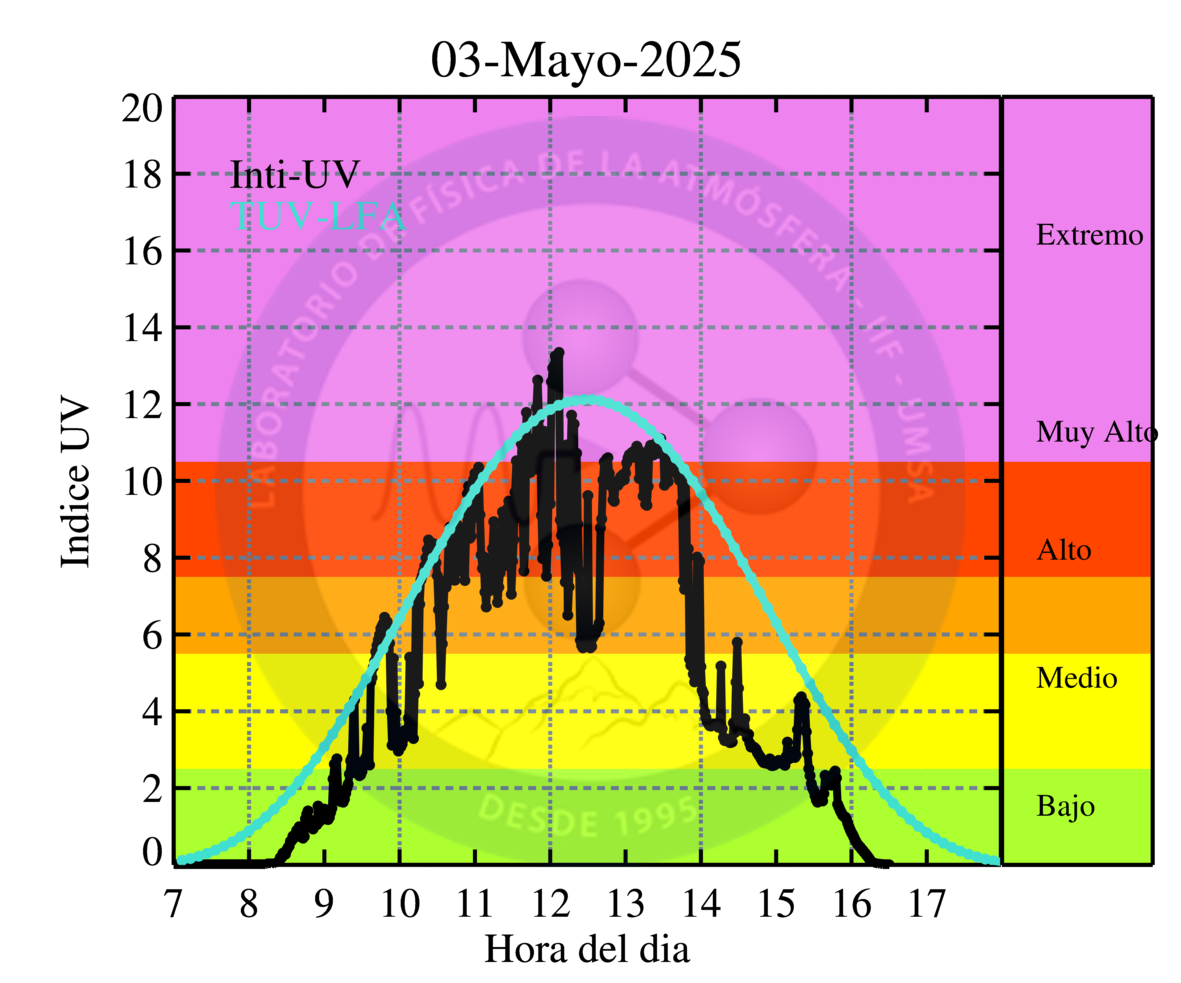 03-Mayo-2025
20
18
16
14
12
10
8
6
4
2
0
Indice UV
Inti-UV
TUV-LFA
LABORATORIO DE FÍSICA DE LA ATMÓSFERA - IIF - UMSA
DESDE 1995
Extremo
Muy Alto
Alto
Medio
Bajo
7 8 9 10 11 12 13 14 15 16 17
Hora del dia